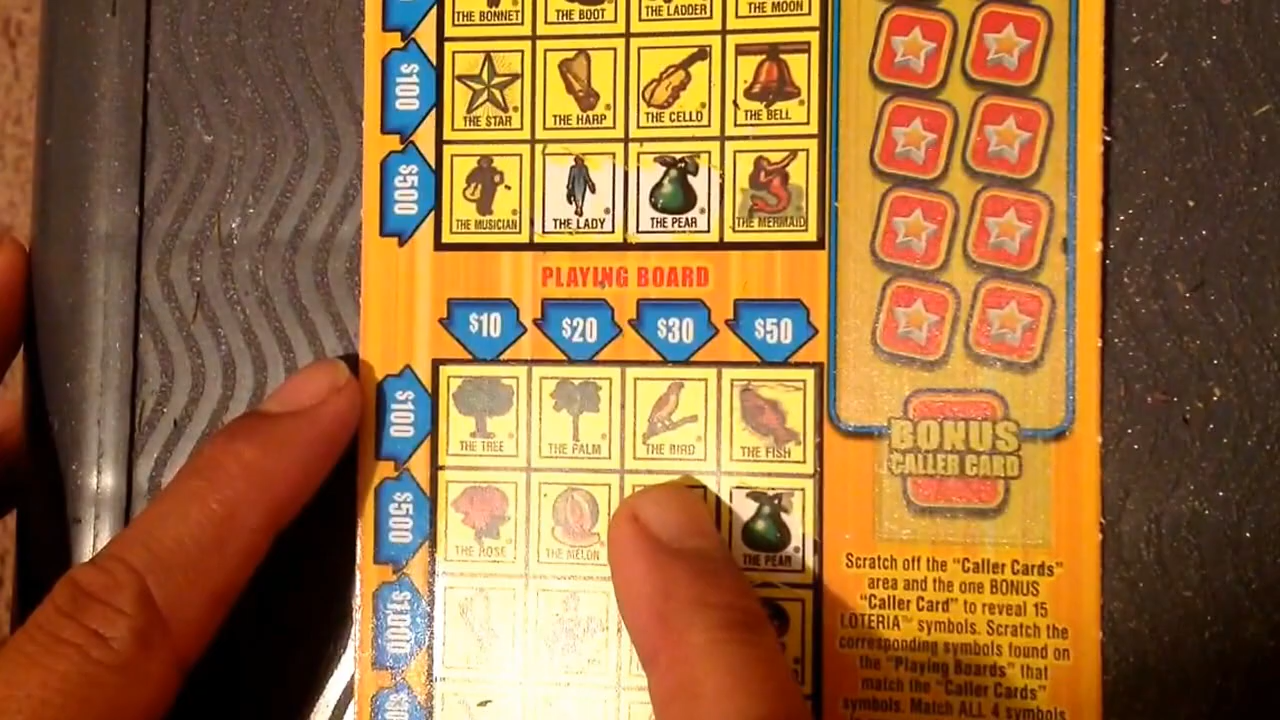 THE BONNET THE BOOT THE LADDER THE MOON
$100
THE STAR THE HARP THE CELLO THE BELL
$500
THE MUSICIAN THE LADY THE PEAR THE MERMAID
PLAYING BOARD
$10 $20 $30 $50
$100
THE TREE THE PALM THE BIRD THE FISH
$500
THE ROSE THE MELON THE PEAR
$1,000
BONUS
CALLER CARD
Scratch off the "Caller Cards"
area and the one BONUS
"Caller Card" to reveal 15
LOTERIA™ symbols. Scratch the
corresponding symbols found on
the "Playing Boards" that
match the "Caller Cards"
symbols. Match ALL 4 symbols